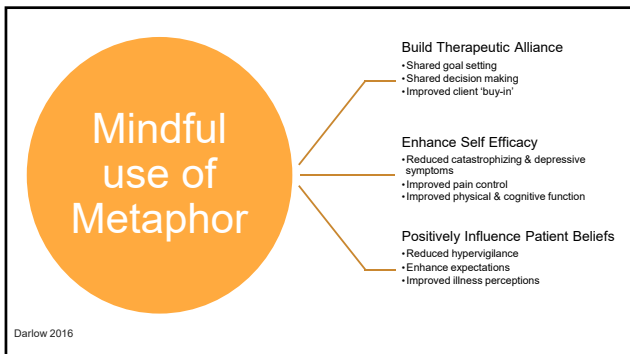 Mindful
use of
Metaphor
Build Therapeutic Alliance
•Shared goal setting
•Shared decision making
•Improved client ‘buy-in’
Enhance Self Efficacy
•Reduced catastrophizing & depressive
symptoms
•Improved pain control
•Improved physical & cognitive function
Positively Influence Patient Beliefs
•Reduced hypervigilance
•Enhance expectations
•Improved illness perceptions
Darlow 2016